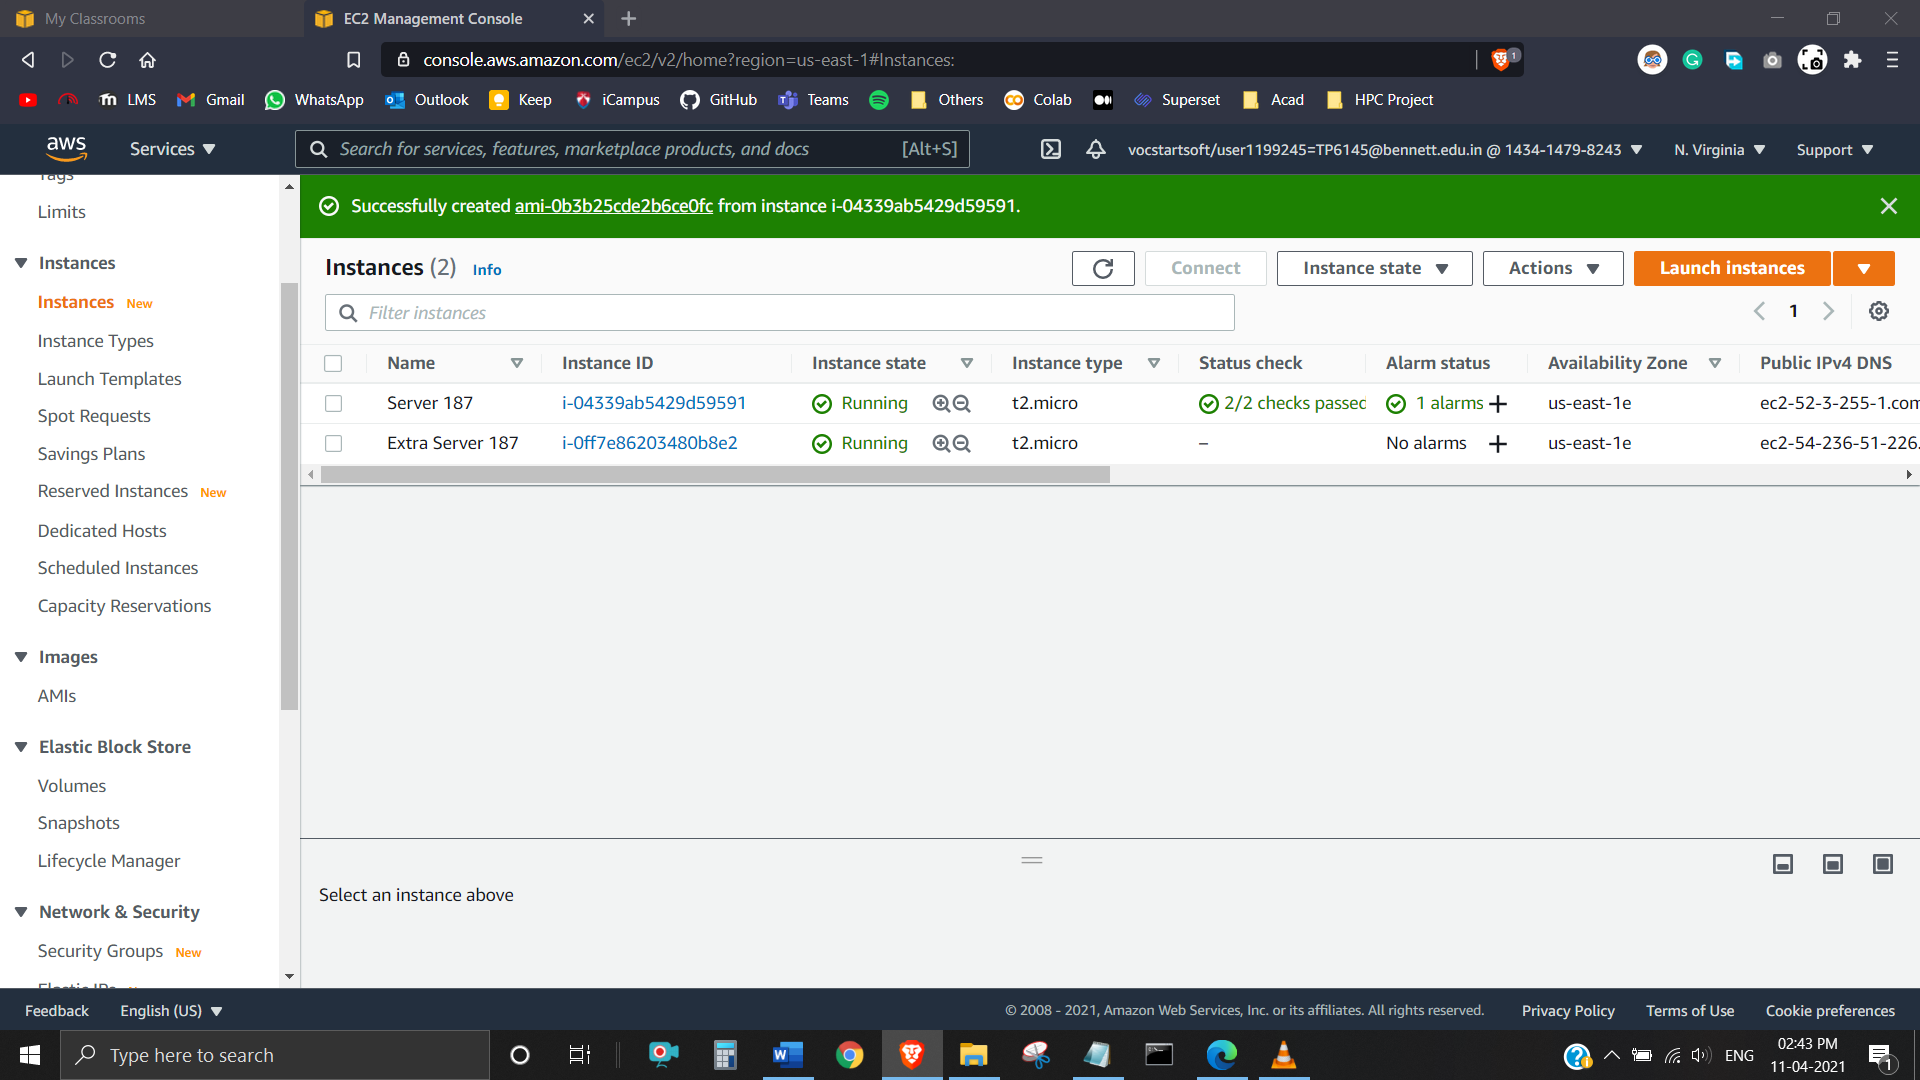 My Classrooms
EC2 Management Console
console.aws.amazon.com/ec2/v2/home?region=us-east-1#Instances:
1
LMS Gmail WhatsApp Outlook Keep iCampus GitHub Teams Others Colab Superset Acad HPC Project
aws Services Search for services, features, marketplace products, and docs [Alt+S] vocstartsoft/user1199245=TP6145@bennett.edu.in @ 1434-1479-8243 N. Virginia Support
Tags
Limits
Instances
Instances New
Instance Types
Launch Templates
Spot Requests
Savings Plans
Reserved Instances New
Dedicated Hosts
Scheduled Instances
Capacity Reservations
Images
AMIs
Elastic Block Store
Volumes
Snapshots
Lifecycle Manager
Network & Security
Security Groups New
Successfully created ami-0b3b25cde2b6ce0fc from instance i-04339ab5429d59591.
Instances (2) Info
Connect Instance state Actions Launch instances
Filter instances
1
Name Instance ID Instance state Instance type Status check Alarm status Availability Zone Public IPv4 DNS
Server 187 i-04339ab5429d59591 Running t2.micro 2/2 checks passed 1 alarms + us-east-1e ec2-52-3-255-1.com
Extra Server 187 i-0ff7e86203480b8e2 Running t2.micro – No alarms + us-east-1e ec2-54-236-51-226.
Select an instance above
Feedback English (US) © 2008 - 2021, Amazon Web Services, Inc. or its affiliates. All rights reserved. Privacy Policy Terms of Use Cookie preferences
Type here to search
ENG
02:43 PM
11-04-2021
1